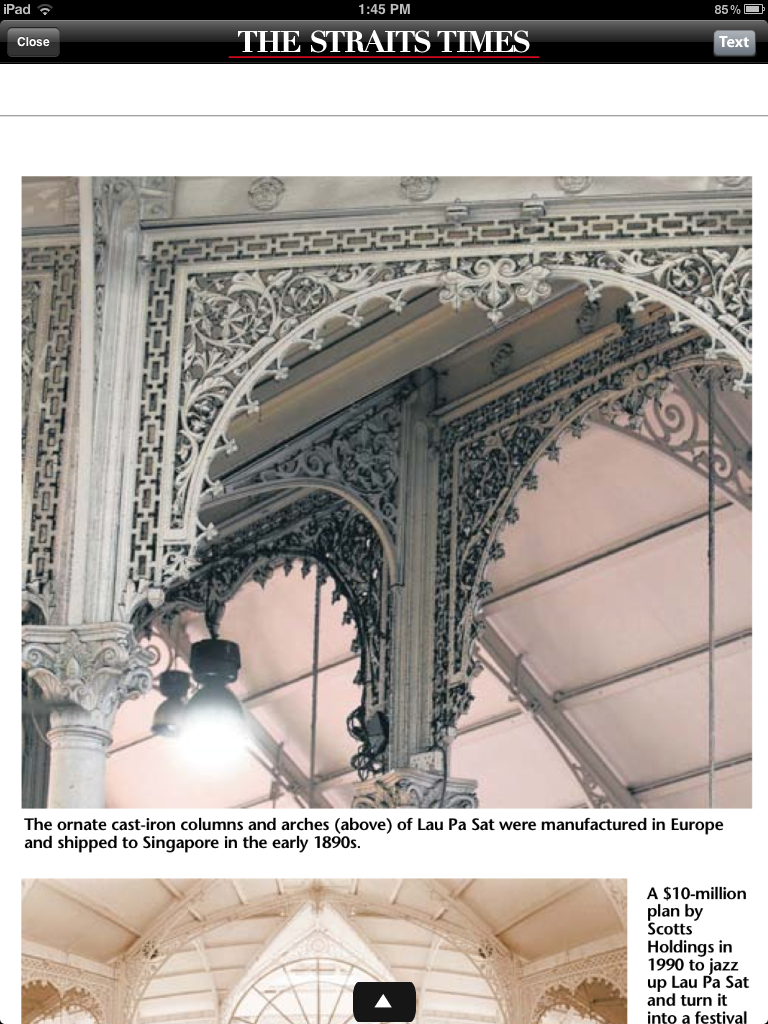 iPad
1:45 PM
85%
Close
THE STRAITS TIMES
Text
The ornate cast-iron columns and arches (above) of Lau Pa Sat were manufactured in Europe
and shipped to Singapore in the early 1890s.
A $10-million
plan by
Scotts
Holdings in
1990 to jazz
up Lau Pa Sat
and turn it
into a festival